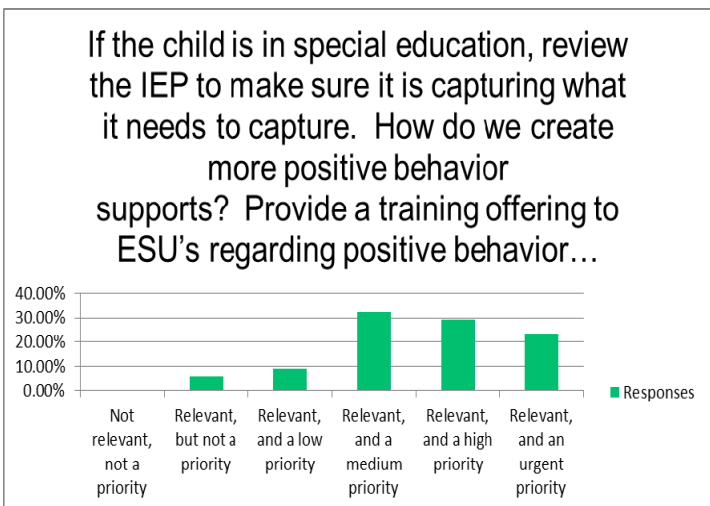 If the child is in special education, review
the IEP to make sure it is capturing what
it needs to capture.  How do we create
more positive behavior
supports?  Provide a training offering to
ESU’s regarding positive behavior…
40.00%
30.00%
20.00%
10.00%
0.00%
Not
relevant,
not a
priority
Relevant,
but not a
priority
Relevant,
and a low
priority
Relevant,
and a
medium
priority
Relevant,
and a high
priority
Relevant,
and an
urgent
priority
Responses